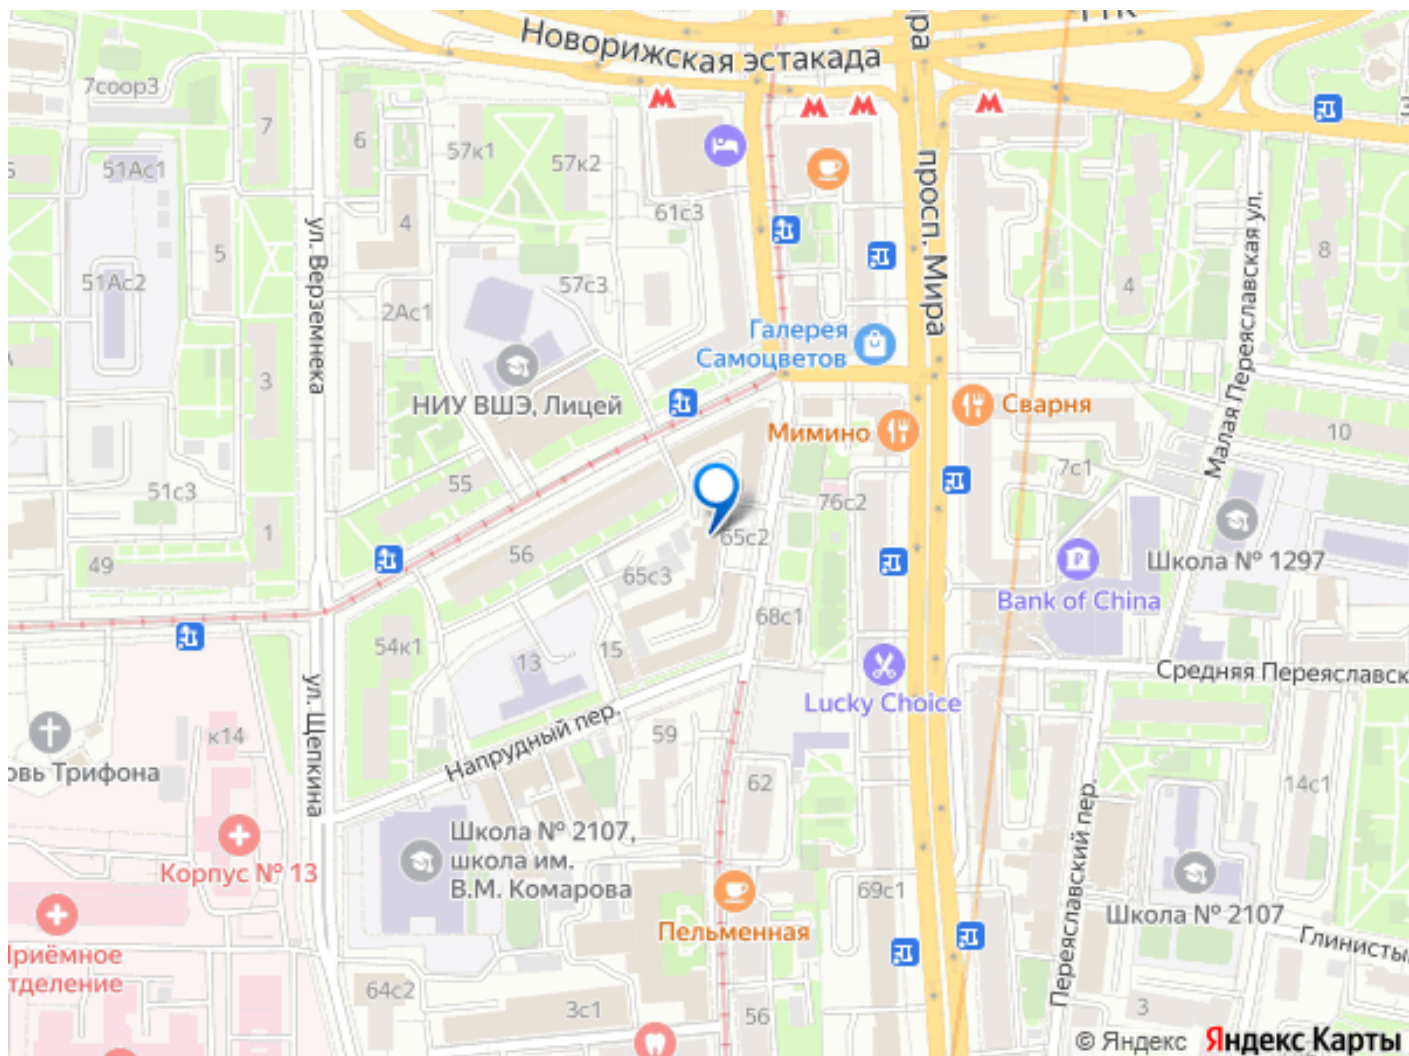 Новорижская эстакада
7соор3
7
6
57к1
57к2
51Ас1
5
4
61с3
просп. Мира
Малая Переяславская ул.
8
4
ул. Верземнека
51Ас2
57с3
2Ас1
3
Галерея
Самоцветов
НИУ ВШЭ, Лицей
Сварня
Мимино
10
7с1
51с3
55
1
76с2
65с2
56
49
65с3
Школа № 1297
Bank of China
68с1
54к1
15
13
Средняя Переяславск
ул. Щепкина
Lucky Choice
Напрудный пер.
59
к14
овь Трифона
62
14с1
Переяславский пер.
Школа № 2107,
школа им.
В.М. Комарова
Корпус № 13
69с1
Школа № 2107
Пельменная
Глинисты
Приёмное
тделение
64с2
3с1
56
3
© Яндекс Яндекс Карты